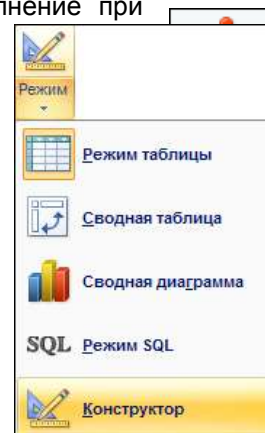 лнение при
Режим
Режим таблицы
Сводная таблица
Сводная диаграмма
SQL Режим SQL
Конструктор